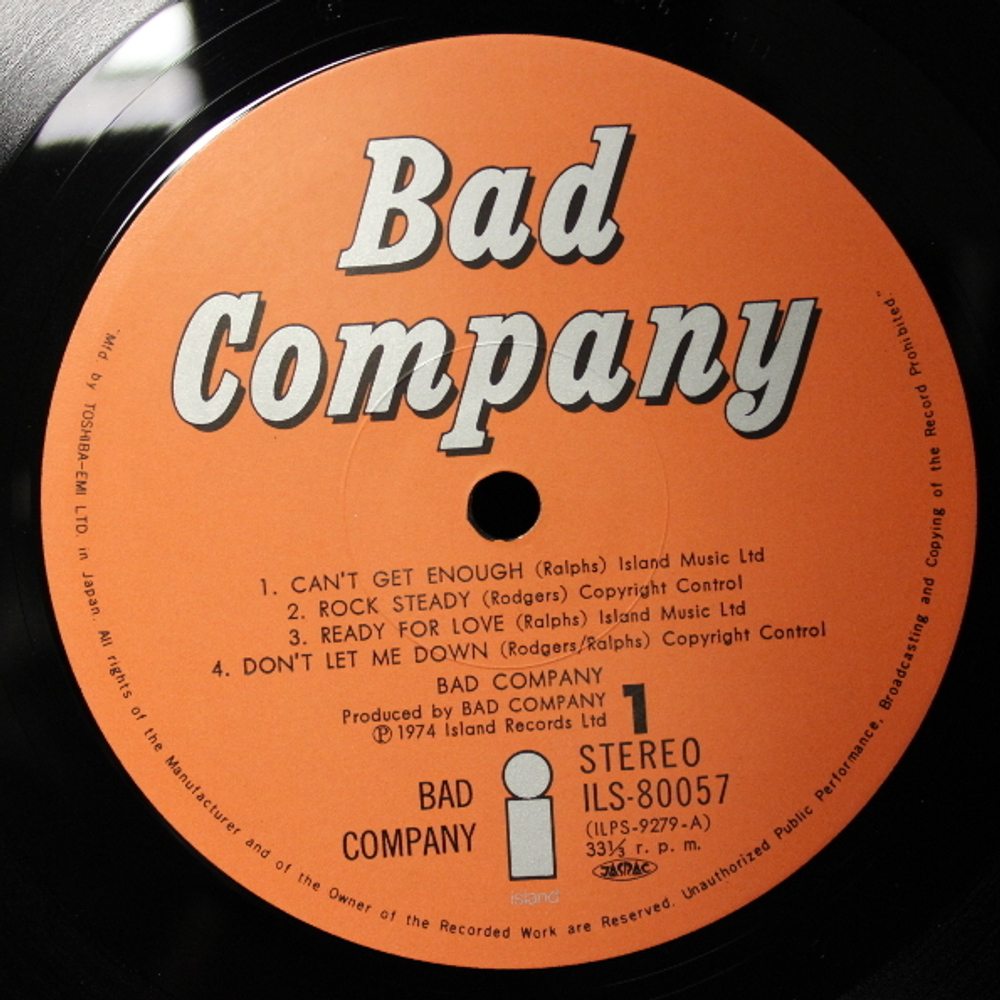 Bad
Company
1. CAN'T GET ENOUGH (Ralphs) Island Music Ltd
2. ROCK STEADY (Rodgers) Copyright Control
3. READY FOR LOVE (Ralphs) Island Music Ltd
4. DON'T LET ME DOWN (Rodgers/Ralphs) Copyright Control
BAD COMPANY
Produced by BAD COMPANY
Ⓟ1974 Island Records Ltd
1
BAD
COMPANY
island
STEREO
ILS-80057
(ILPS-9279-A)
33⅓ r. p. m.
JASRAC
"Mfd. by TOSHIBA-EMI LTD. in Japan. All rights of the Manufacturer and of the Owner of the Recorded Work are Reserved. Unauthorized Public Performance, Broadcasting and Copying of the Record Prohibited."